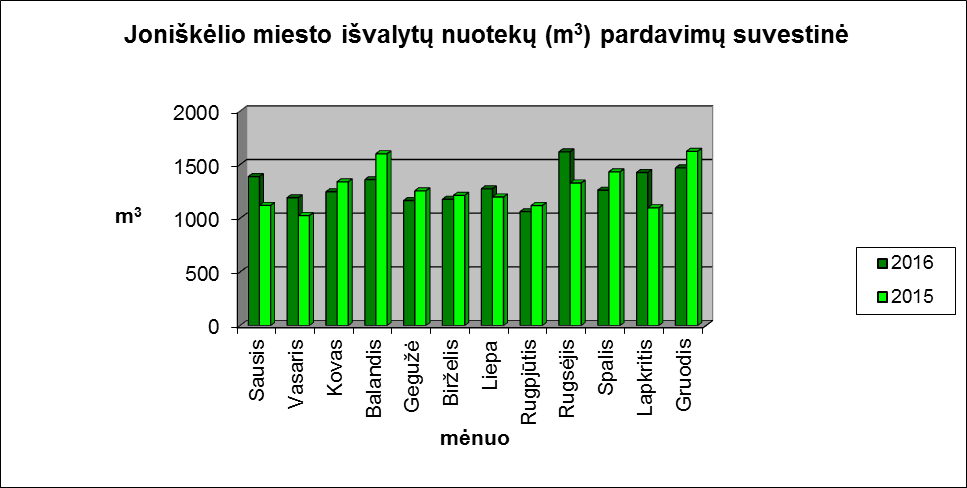 Joniškėlio miesto išvalytų nuotekų (m³) pardavimų suvestinė
2000
1500
1000
500
0
m³
Sausis
Vasaris
Kovas
Balandis
Gegužė
Birželis
Liepa
Rugpjūtis
Rugsėjis
Spalis
Lapkritis
Gruodis
mėnuo
2016
2015